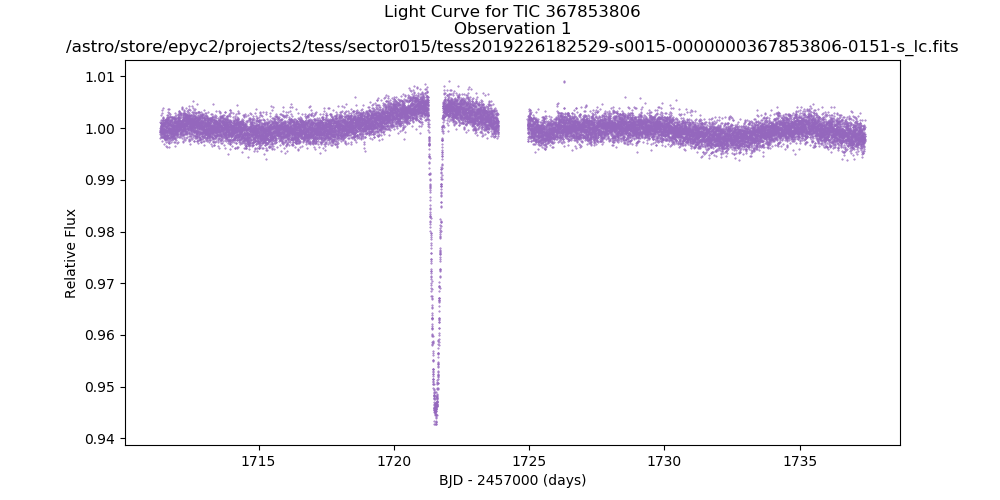 Light Curve for TIC 367853806
Observation 1
/astro/store/epyc2/projects2/tess/sector015/tess2019226182529-s0015-0000000367853806-0151-s_lc.fits
1.01
1.00
0.99
0.98
0.97
0.96
0.95
0.94
Relative Flux
1715 1720 1725 1730 1735
BJD - 2457000 (days)